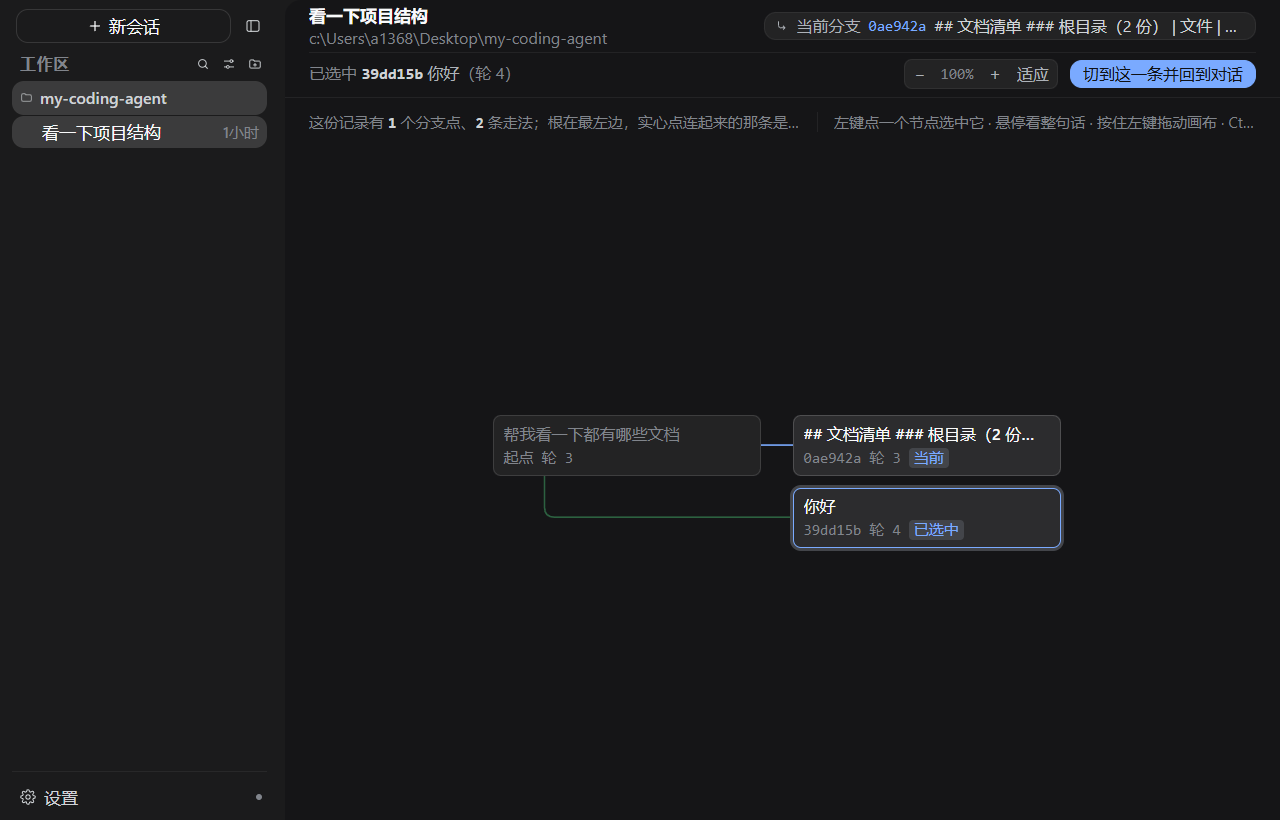 + 新会话
工作区
my-coding-agent
看一下项目结构 1小时
设置
看一下项目结构
c:\Users\a1368\Desktop\my-coding-agent
当前分支 0ae942a ## 文档清单 ### 根目录（2 份） | 文件 | ...
已选中 39dd15b 你好（轮 4）
− 100% + 适应
切到这一条并回到对话
这份记录有 1 个分支点、2 条走法；根在最左边，实心点连起来的那条是...
左键点一个节点选中它 · 悬停看整句话 · 按住左键拖动画布 · Ct...
帮我看一下都有哪些文档
起点 轮 3
## 文档清单 ### 根目录（2 份...
0ae942a 轮 3 当前
你好
39dd15b 轮 4 已选中